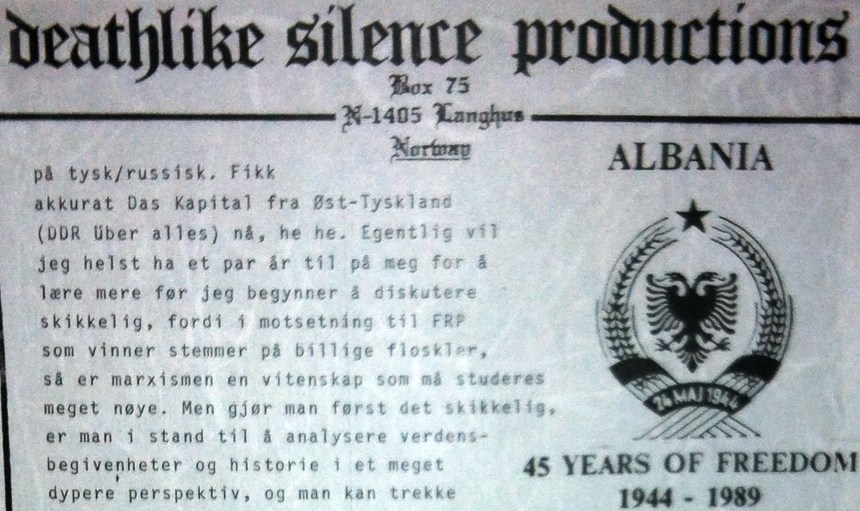 deathlike silence productions
Box 75
N-1405 Langhus
Norway
på tysk/russisk. Fikk
akkurat Das Kapital fra Øst-Tyskland
(DDR über alles) nå, he he. Egentlig vil
jeg helst ha et par år til på meg for å
lære mere før jeg begynner å diskutere
skikkelig, fordi i motsetning til FRP
som vinner stemmer på billige floskler,
så er marxismen en vitenskap som må studeres
meget nøye. Men gjør man først det skikkelig,
er man i stand til å analysere verdens-
begivenheter og historie i et meget
dypere perspektiv, og man kan trekke
ALBANIA
24 MAJ 1944
45 YEARS OF FREEDOM
1944 - 1989